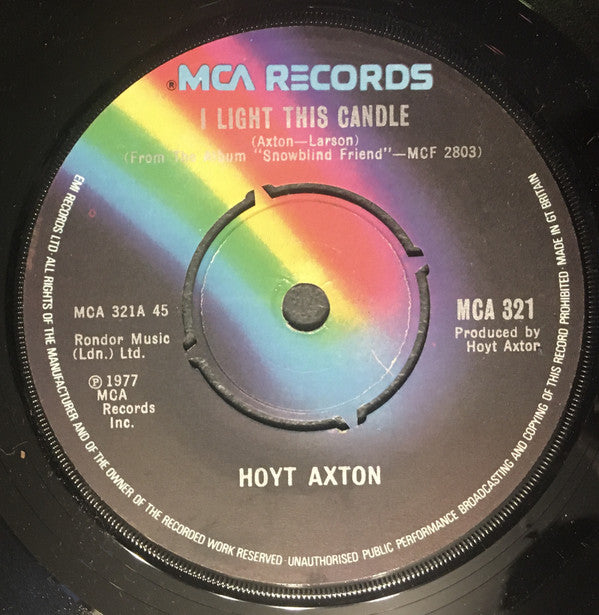 ® MCA RECORDS
I LIGHT THIS CANDLE
(Axton—Larson)
(From The Album "Snowblind Friend"—MCF 2803)
MCA 321A 45
Rondor Music
(Ldn.) Ltd.
℗ 1977
MCA
Records
Inc.
MCA 321
Produced by
Hoyt Axton
HOYT AXTON
EMI RECORDS LTD·ALL RIGHTS OF THE MANUFACTURER AND OF THE OWNER OF THE RECORDED WORK RESERVED·UNAUTHORISED PUBLIC PERFORMANCE BROADCASTING AND COPYING OF THIS RECORD PROHIBITED·MADE IN GT BRITAIN